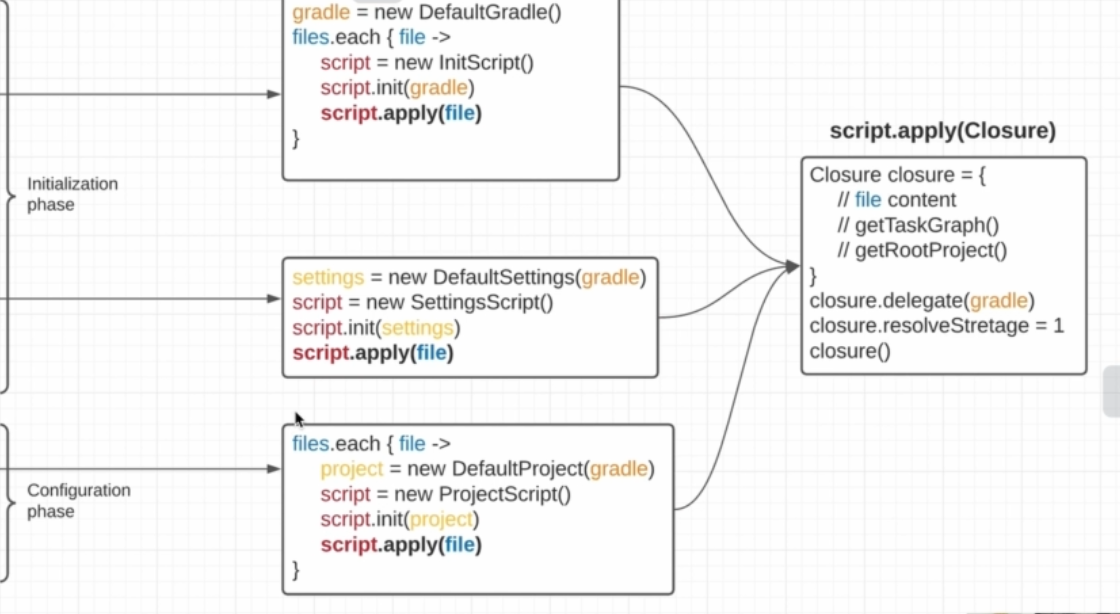 gradle = new DefaultGradle()
files.each { file ->
script = new InitScript()
script.init(gradle)
script.apply(file)
}
Initialization
phase
settings = new DefaultSettings(gradle)
script = new SettingsScript()
script.init(settings)
script.apply(file)
files.each { file ->
project = new DefaultProject(gradle)
script = new ProjectScript()
script.init(project)
script.apply(file)
}
Configuration
phase
script.apply(Closure)
Closure closure = {
// file content
// getTaskGraph()
// getRootProject()
}
closure.delegate(gradle)
closure.resolveStretage = 1
closure()